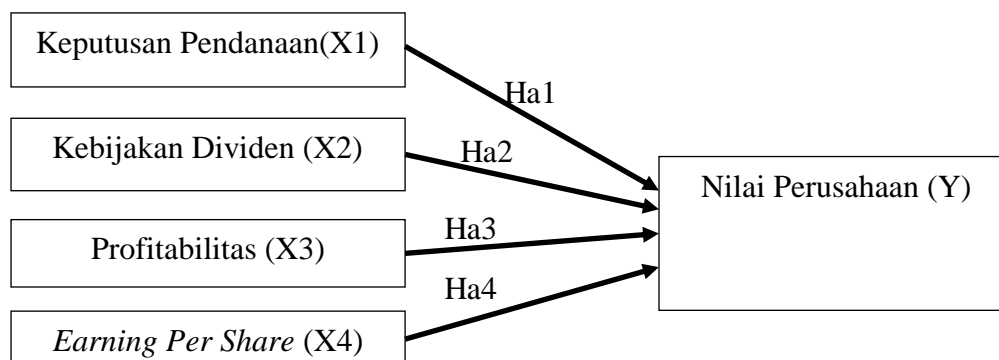 Keputusan Pendanaan(X1)
Ha1
Kebijakan Dividen (X2)
Ha2
Nilai Perusahaan (Y)
Profitabilitas (X3)
Ha3
Ha4
Earning Per Share (X4)